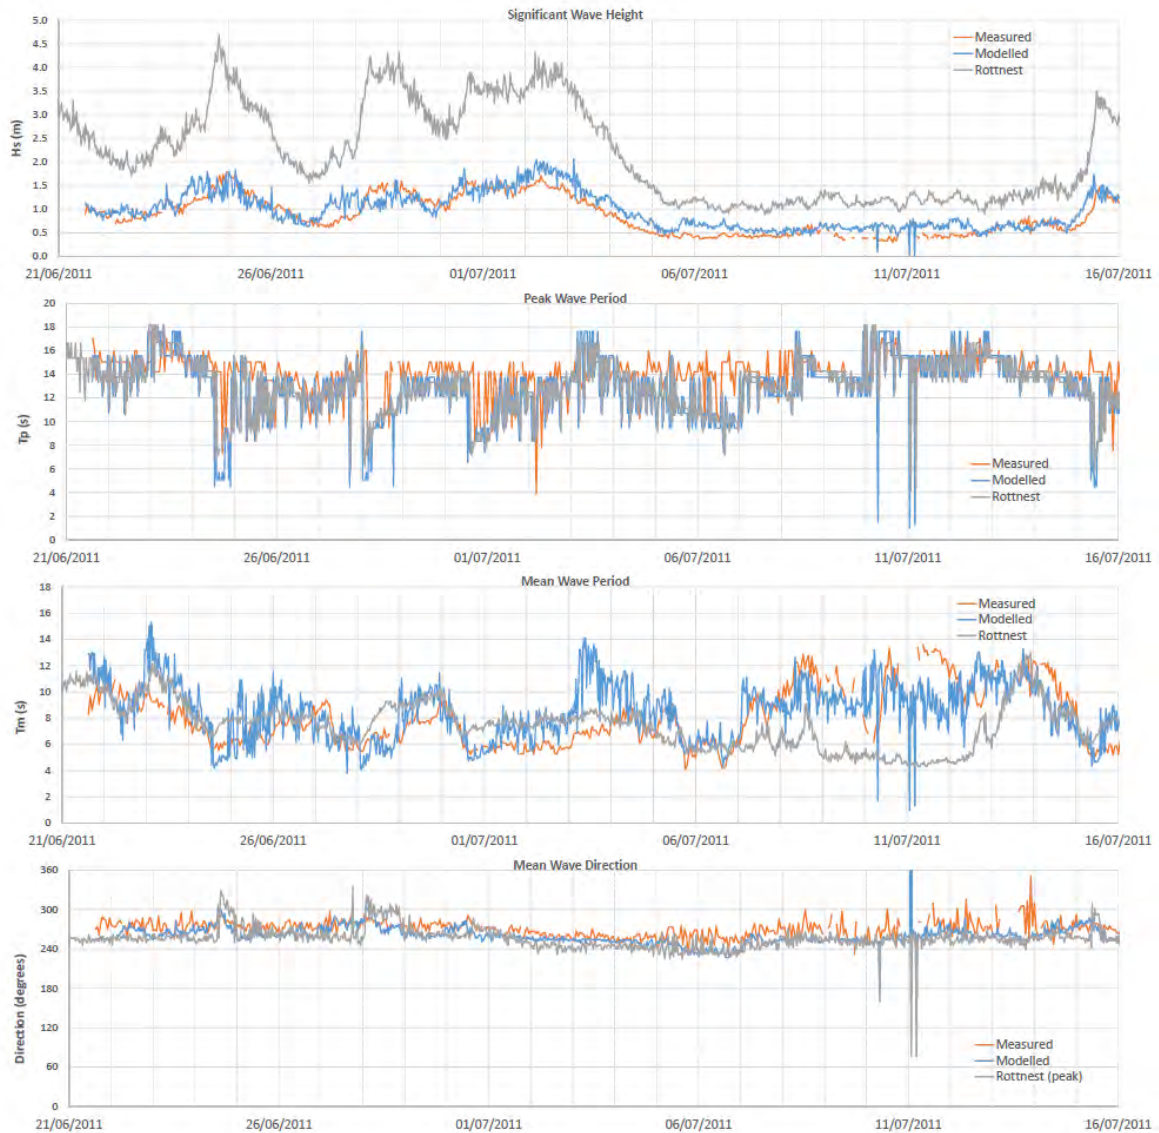 Significant Wave Height
5.0
4.5
4.0
3.5
3.0
2.5
2.0
1.5
1.0
0.5
0.0
Hs (m)
Measured
Modelled
Rottnest
21/06/2011 26/06/2011 01/07/2011 06/07/2011 11/07/2011 16/07/2011
Peak Wave Period
20
18
16
14
12
10
8
6
4
2
0
Tp (s)
Measured
Modelled
Rottnest
21/06/2011 26/06/2011 01/07/2011 06/07/2011 11/07/2011 16/07/2011
Mean Wave Period
18
16
14
12
10
8
6
4
2
0
Tm (s)
Measured
Modelled
Rottnest
21/06/2011 26/06/2011 01/07/2011 06/07/2011 11/07/2011 16/07/2011
Mean Wave Direction
360
300
240
180
120
60
0
Direction (degrees)
Measured
Modelled
Rottnest (peak)
21/06/2011 26/06/2011 01/07/2011 06/07/2011 11/07/2011 16/07/2011